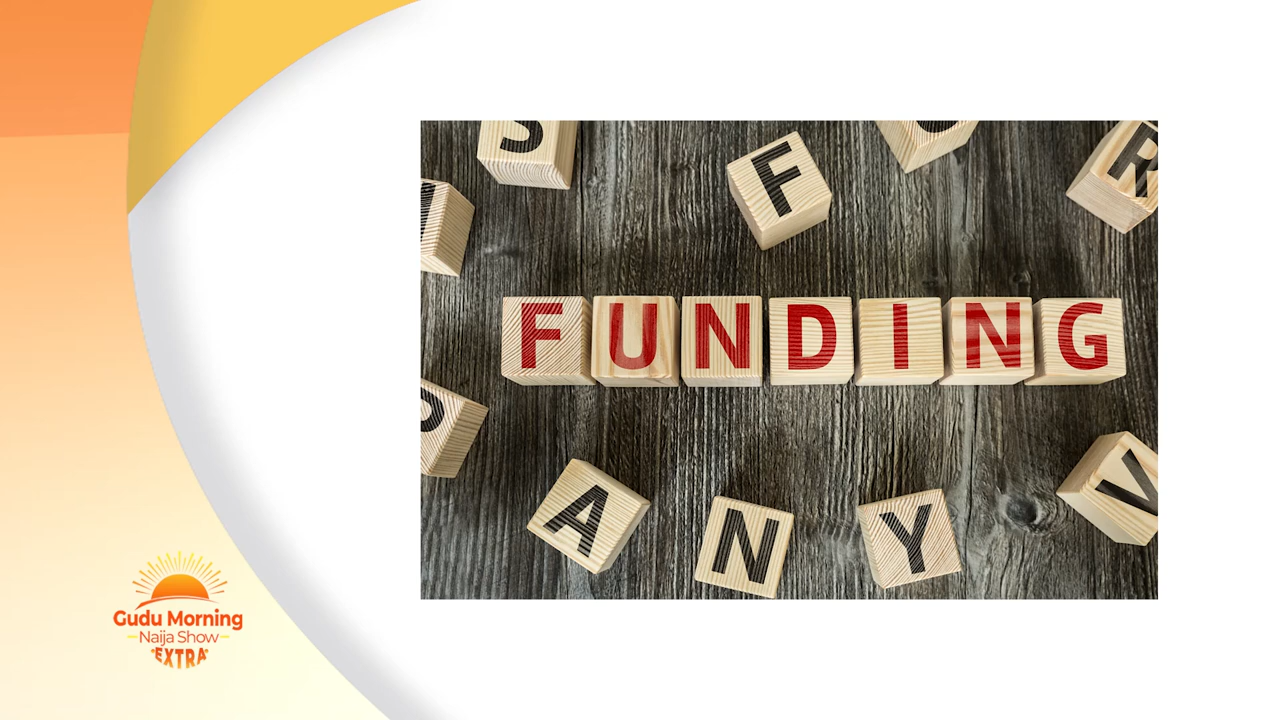 S
F
R
FUNDING
A
N
Y
V
Gudu Morning
Naija Show
"EXTRA"